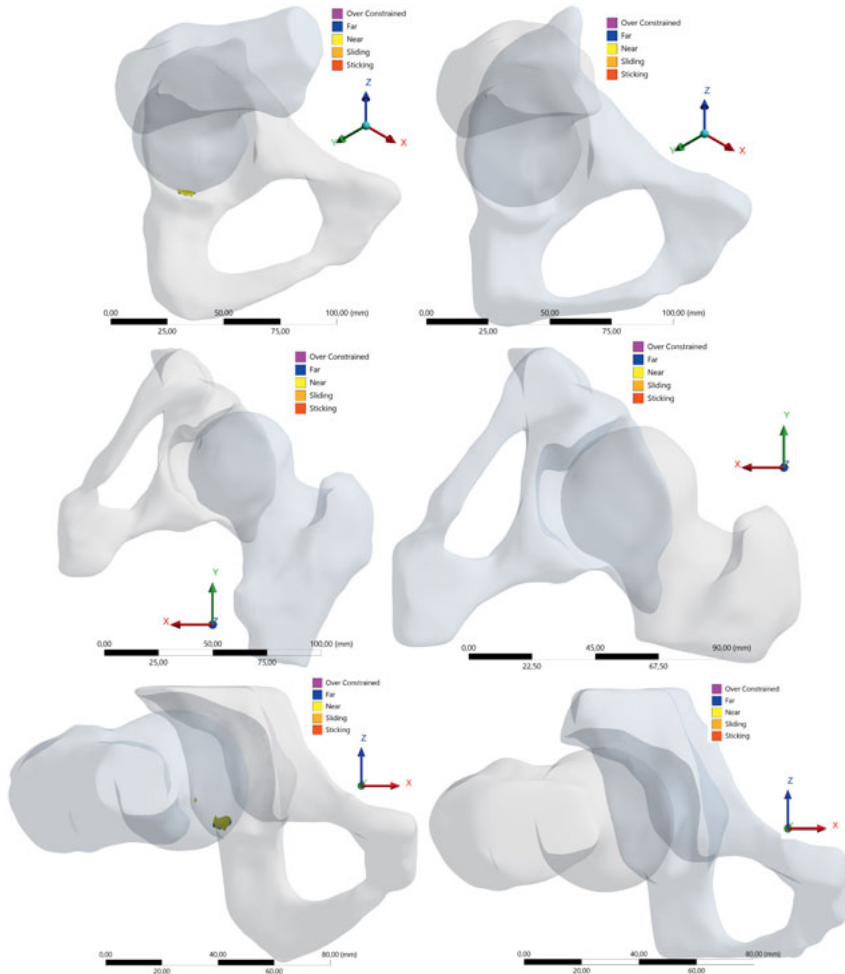 Over Constrained
Far
Near
Sliding
Sticking
Z
Y
X
0,00 50,00 100,00 (mm)
25,00 75,00
Over Constrained
Far
Near
Sliding
Sticking
Z
Y
X
0,00 50,00 100,00 (mm)
25,00 75,00
Over Constrained
Far
Near
Sliding
Sticking
Y
X
Z
0,00 50,00 100,00 (mm)
25,00 75,00
Over Constrained
Far
Near
Sliding
Sticking
Y
X
Z
0,00 45,00 90,00 (mm)
22,50 67,50
Over Constrained
Far
Near
Sliding
Sticking
Z
X
0,00 40,00 80,00 (mm)
20,00 60,00
Over Constrained
Far
Near
Sliding
Sticking
Z
X
0,00 40,00 80,00 (mm)
20,00 60,00